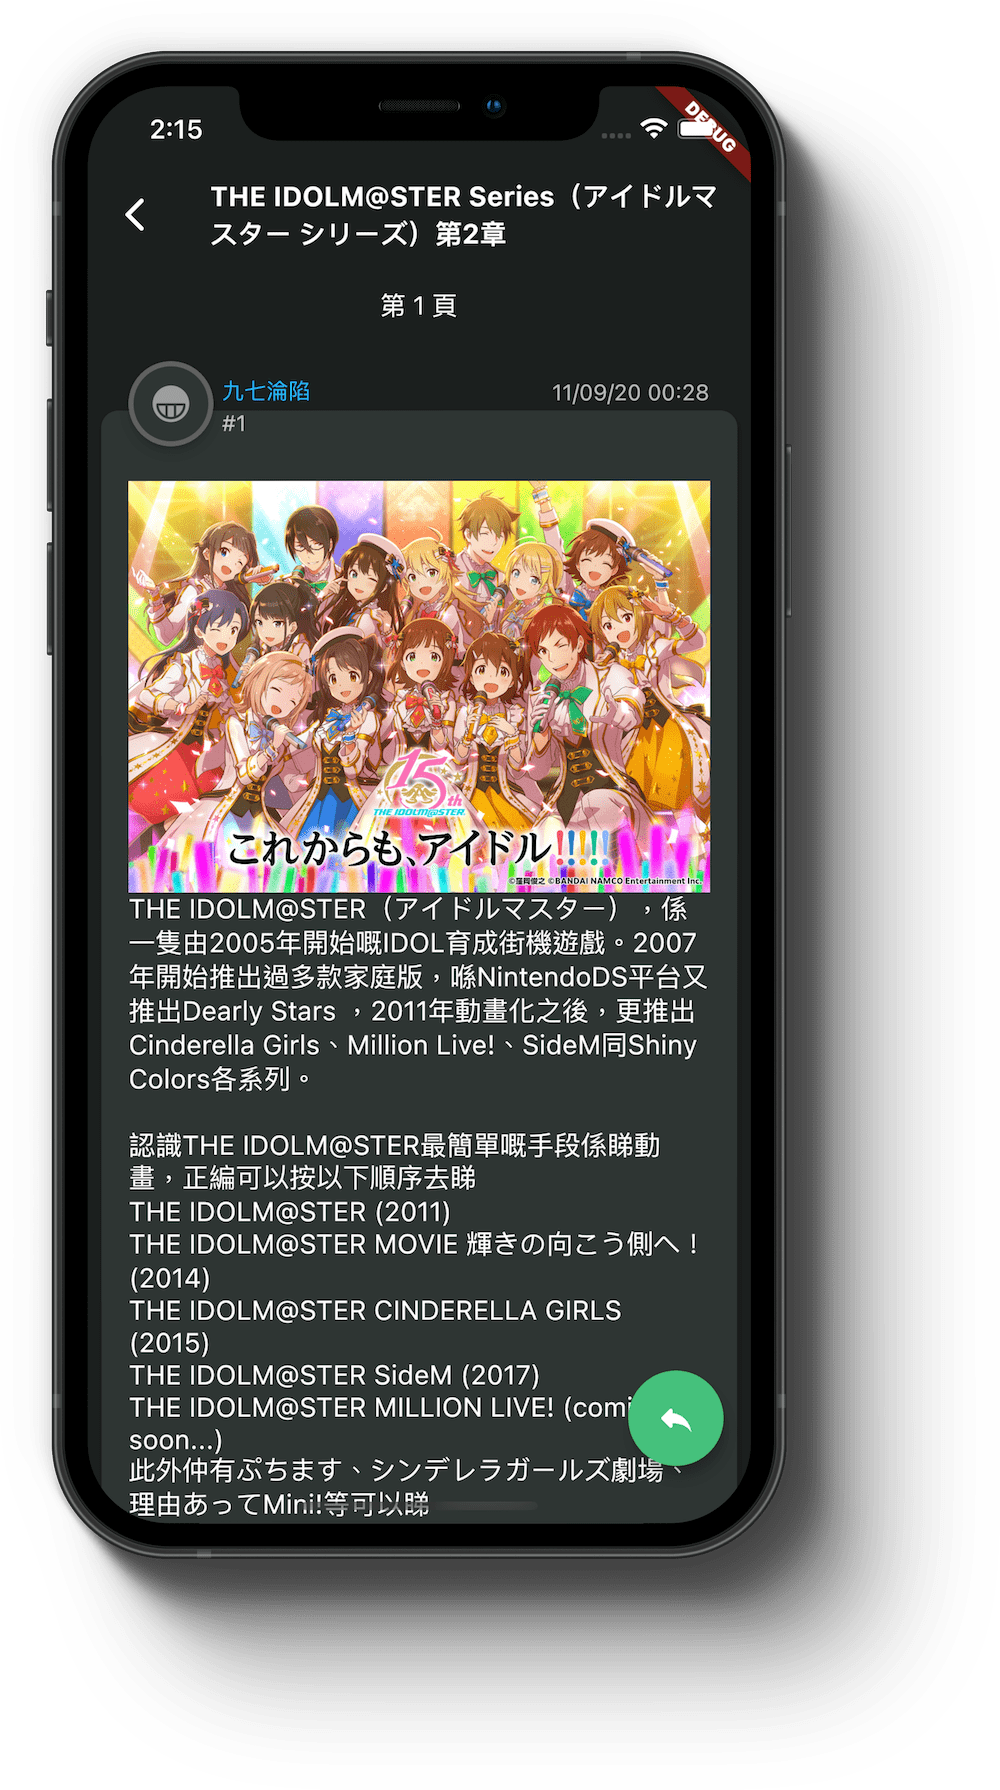 2:15
DEBUG
THE IDOLM@STER Series（アイドルマ
スター シリーズ）第2章
第 1 頁
九七淪陷
11/09/20 00:28
#1
15th
THE IDOLM@STER
これからも、アイドル!!!!!
©窪岡俊之 ©BANDAI NAMCO Entertainment Inc.
THE IDOLM@STER（アイドルマスター），係
一隻由2005年開始嘅IDOL育成街機遊戲。2007
年開始推出過多款家庭版，喺NintendoDS平台又
推出Dearly Stars ，2011年動畫化之後，更推出
Cinderella Girls、Million Live!、SideM同Shiny
Colors各系列。
認識THE IDOLM@STER最簡單嘅手段係睇動
畫，正編可以按以下順序去睇
THE IDOLM@STER (2011)
THE IDOLM@STER MOVIE 輝きの向こう側へ！
(2014)
THE IDOLM@STER CINDERELLA GIRLS
(2015)
THE IDOLM@STER SideM (2017)
THE IDOLM@STER MILLION LIVE! (comi
soon...)
此外仲有ぷちます、シンデレラガールズ劇場、
理由あってMini!等可以睇